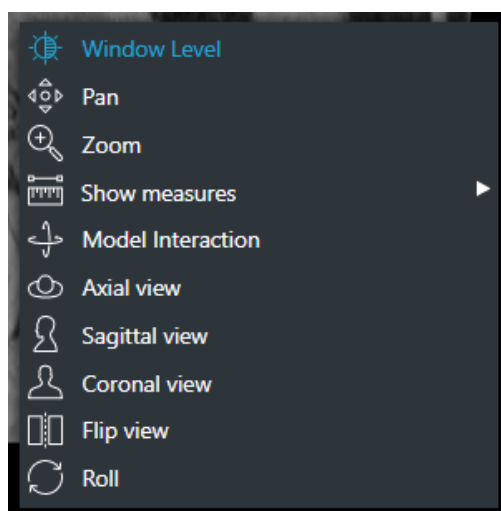 Window Level
Pan
Zoom
Show measures
Model Interaction
Axial view
Sagittal view
Coronal view
Flip view
Roll